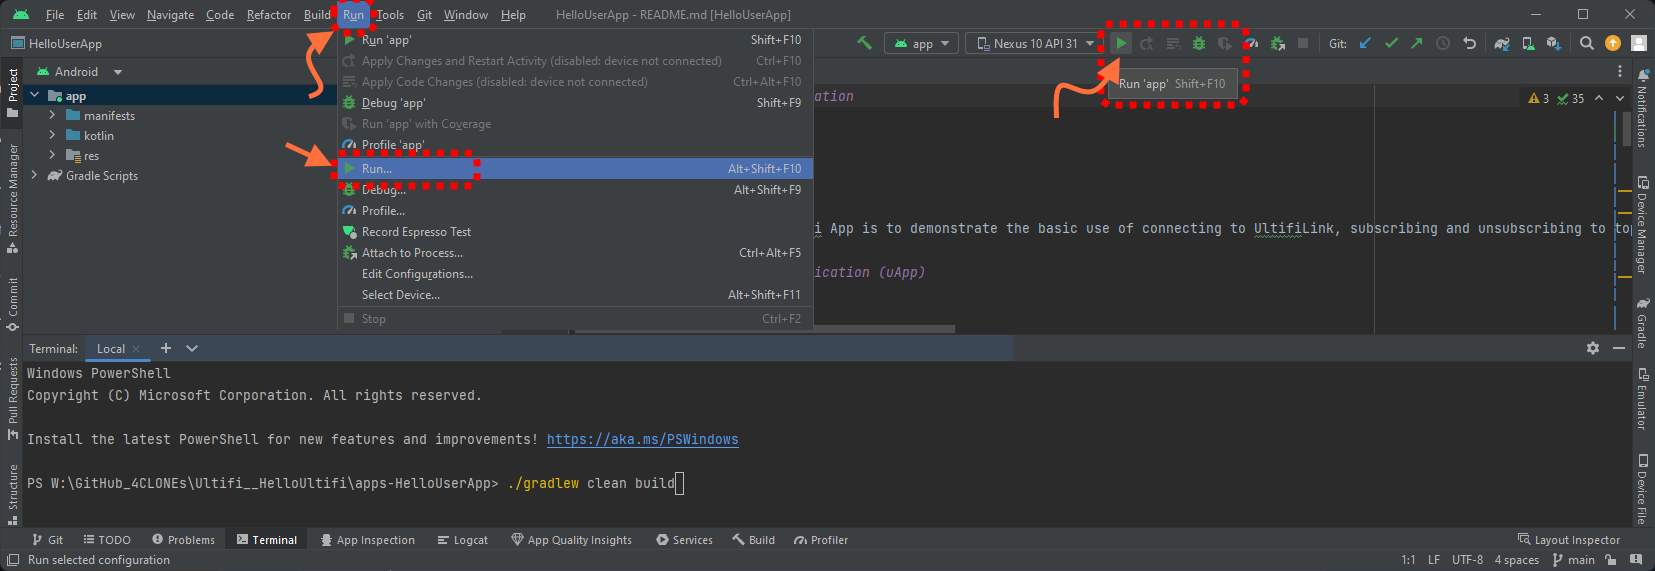 File Edit View Navigate Code Refactor Build Run Tools Git Window Help HelloUserApp - README.md [HelloUserApp]
HelloUserApp
app
Nexus 10 API 31
Git:
Run 'app' Shift+F10
Android
app
manifests
kotlin
res
Gradle Scripts
Run 'app' Shift+F10
Apply Changes and Restart Activity (disabled: device not connected) Ctrl+F10
Apply Code Changes (disabled: device not connected) Ctrl+Alt+F10
Debug 'app' Shift+F9
Run 'app' with Coverage
Profile 'app'
Run... Alt+Shift+F10
Debug... Alt+Shift+F9
Profile...
Record Espresso Test
Attach to Process... Ctrl+Alt+F5
Edit Configurations...
Select Device... Alt+Shift+F11
Stop Ctrl+F2
ation
3 35
i App is to demonstrate the basic use of connecting to UltifiLink, subscribing and unsubscribing to top
ication (uApp)
Project
Resource Manager
Commit
Pull Requests
Structure
Notifications
Device Manager
Gradle
Emulator
Device File
Terminal: Local
Windows PowerShell
Copyright (C) Microsoft Corporation. All rights reserved.
Install the latest PowerShell for new features and improvements! https://aka.ms/PSWindows
PS W:\GitHub_4CLONEs\Ultifi__HelloUltifi\apps-HelloUserApp> ./gradlew clean build
Git TODO Problems Terminal App Inspection Logcat App Quality Insights Services Build Profiler Layout Inspector
Run selected configuration 1:1 LF UTF-8 4 spaces main